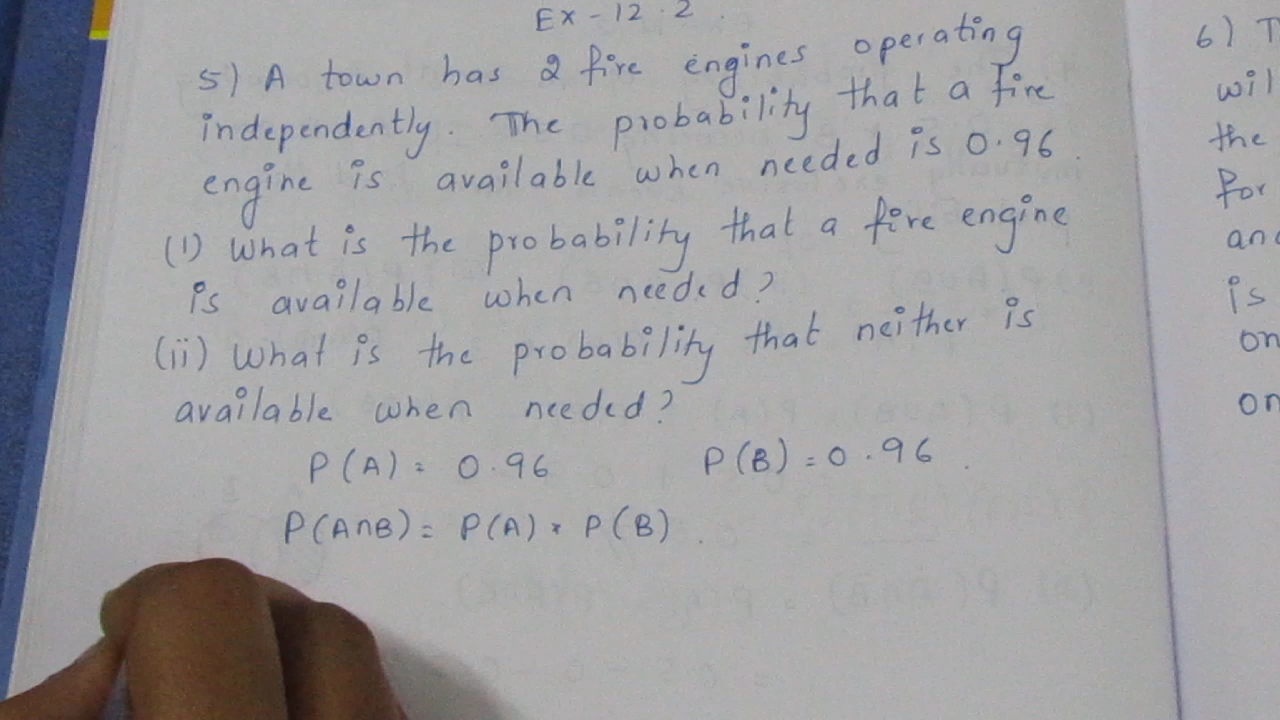 Ex - 12.2.
5) A town has 2 fire engines operating
independently. The probability that a fire
engine is available when needed is 0.96.
(i) What is the probability that a fire engine
is available when needed?
(ii) What is the probability that neither is
available when needed?
P(A) = 0.96 P(B) = 0.96.
P(A∩B) = P(A) × P(B).
6) T
wil
the
for
an
is
on
on